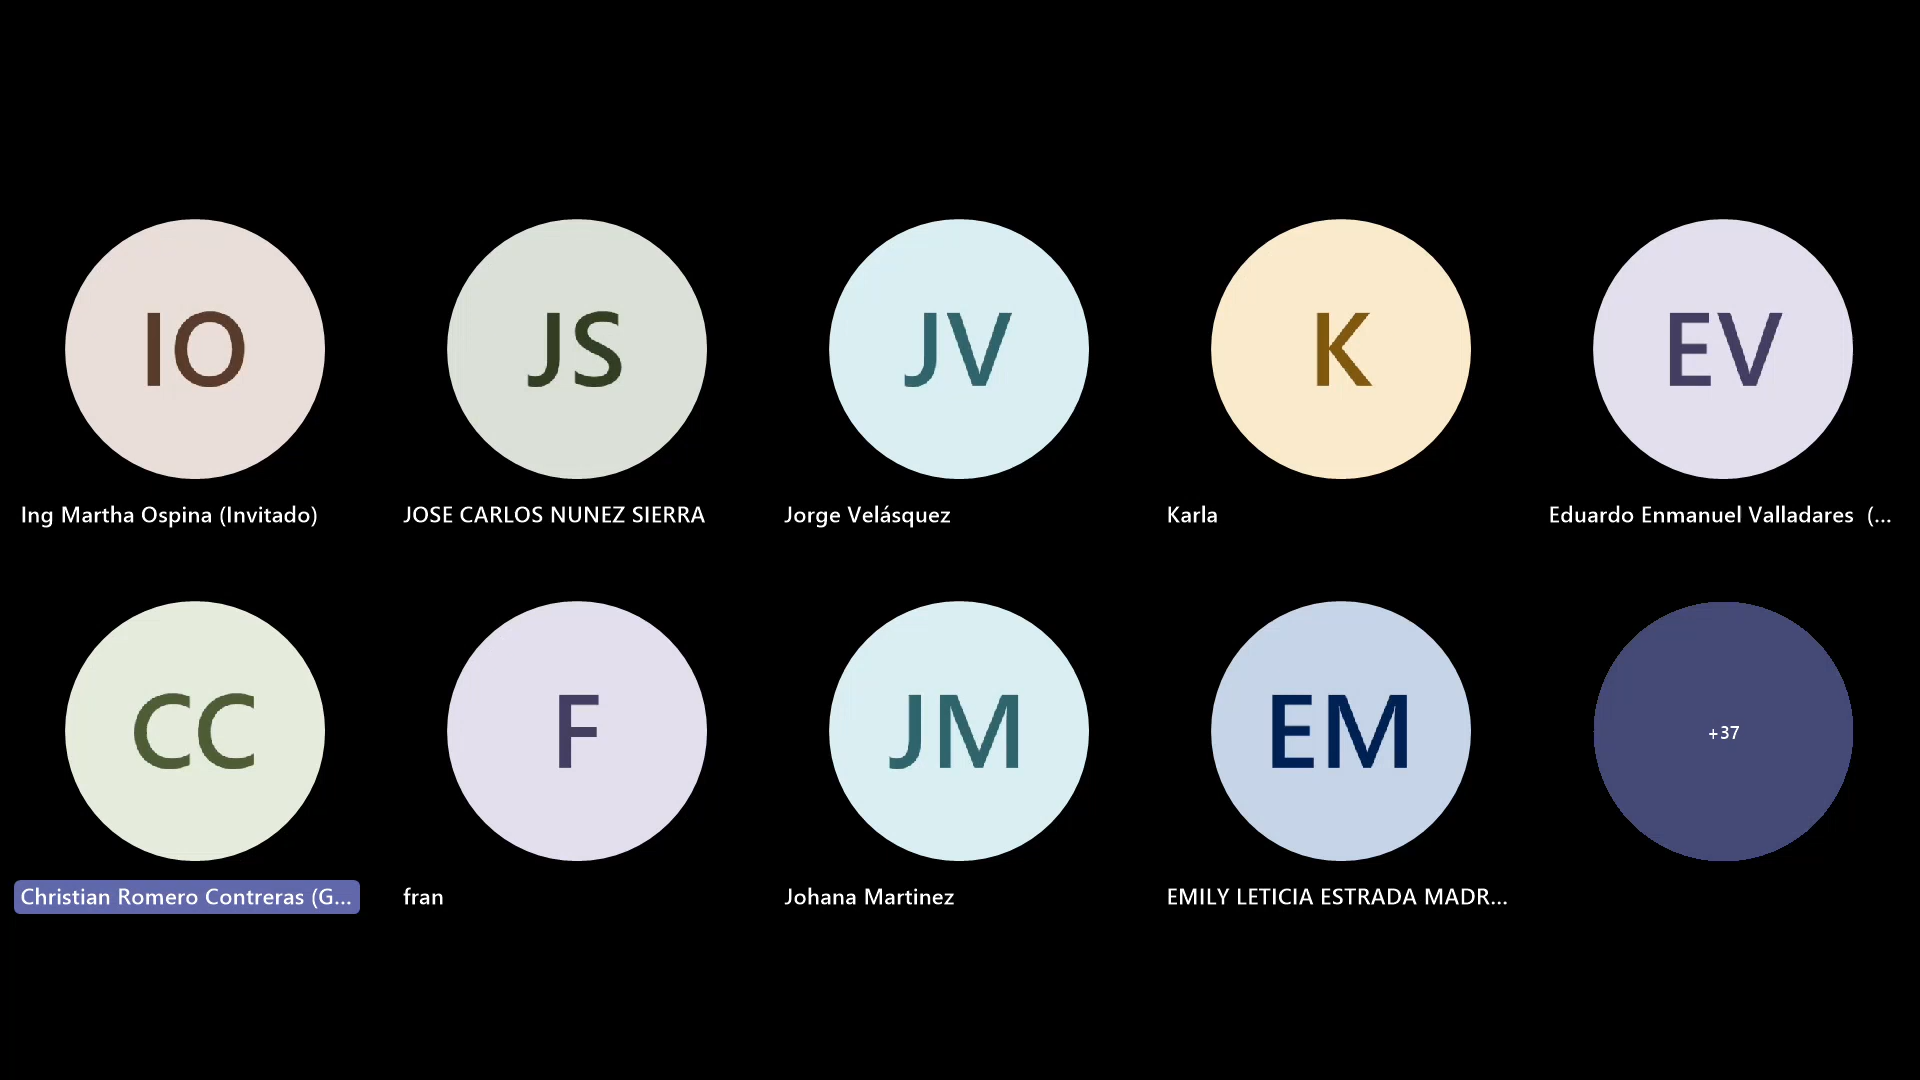 IO
JS
JV
K
EV
Ing Martha Ospina (Invitado)
JOSE CARLOS NUNEZ SIERRA
Jorge Velásquez
Karla
Eduardo Enmanuel Valladares (...
CC
F
JM
EM
+37
Christian Romero Contreras (G...
fran
Johana Martinez
EMILY LETICIA ESTRADA MADR...